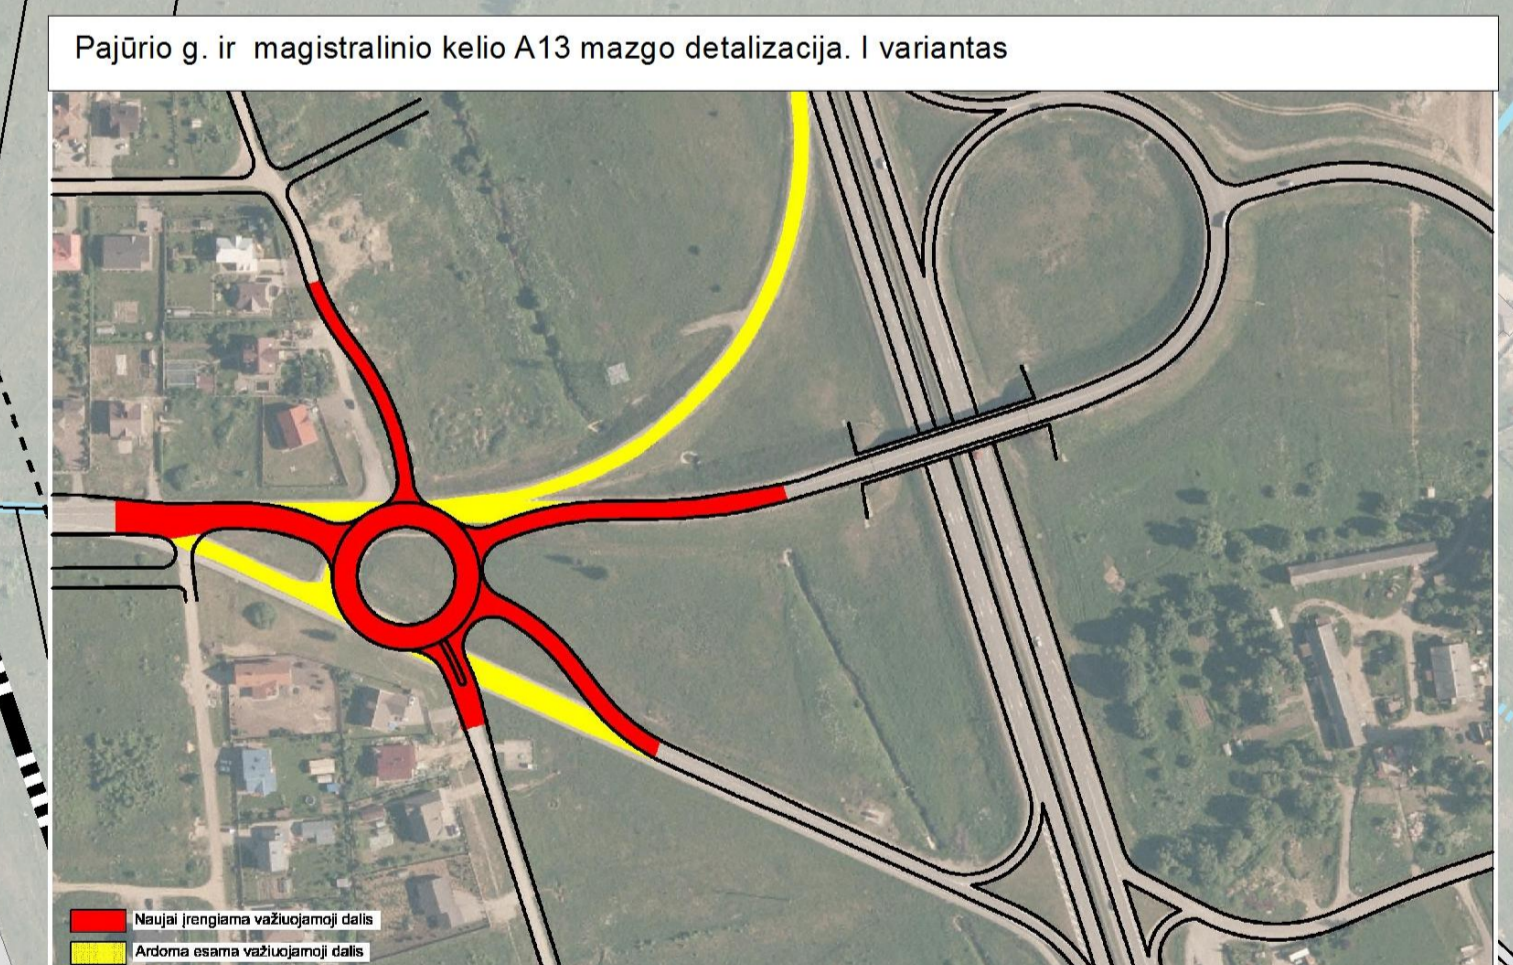 Pajūrio g. ir magistralinio kelio A13 mazgo detalizacija. I variantas
Naujai įrengiama važiuojamoji dalis
Ardoma esama važiuojamoji dalis